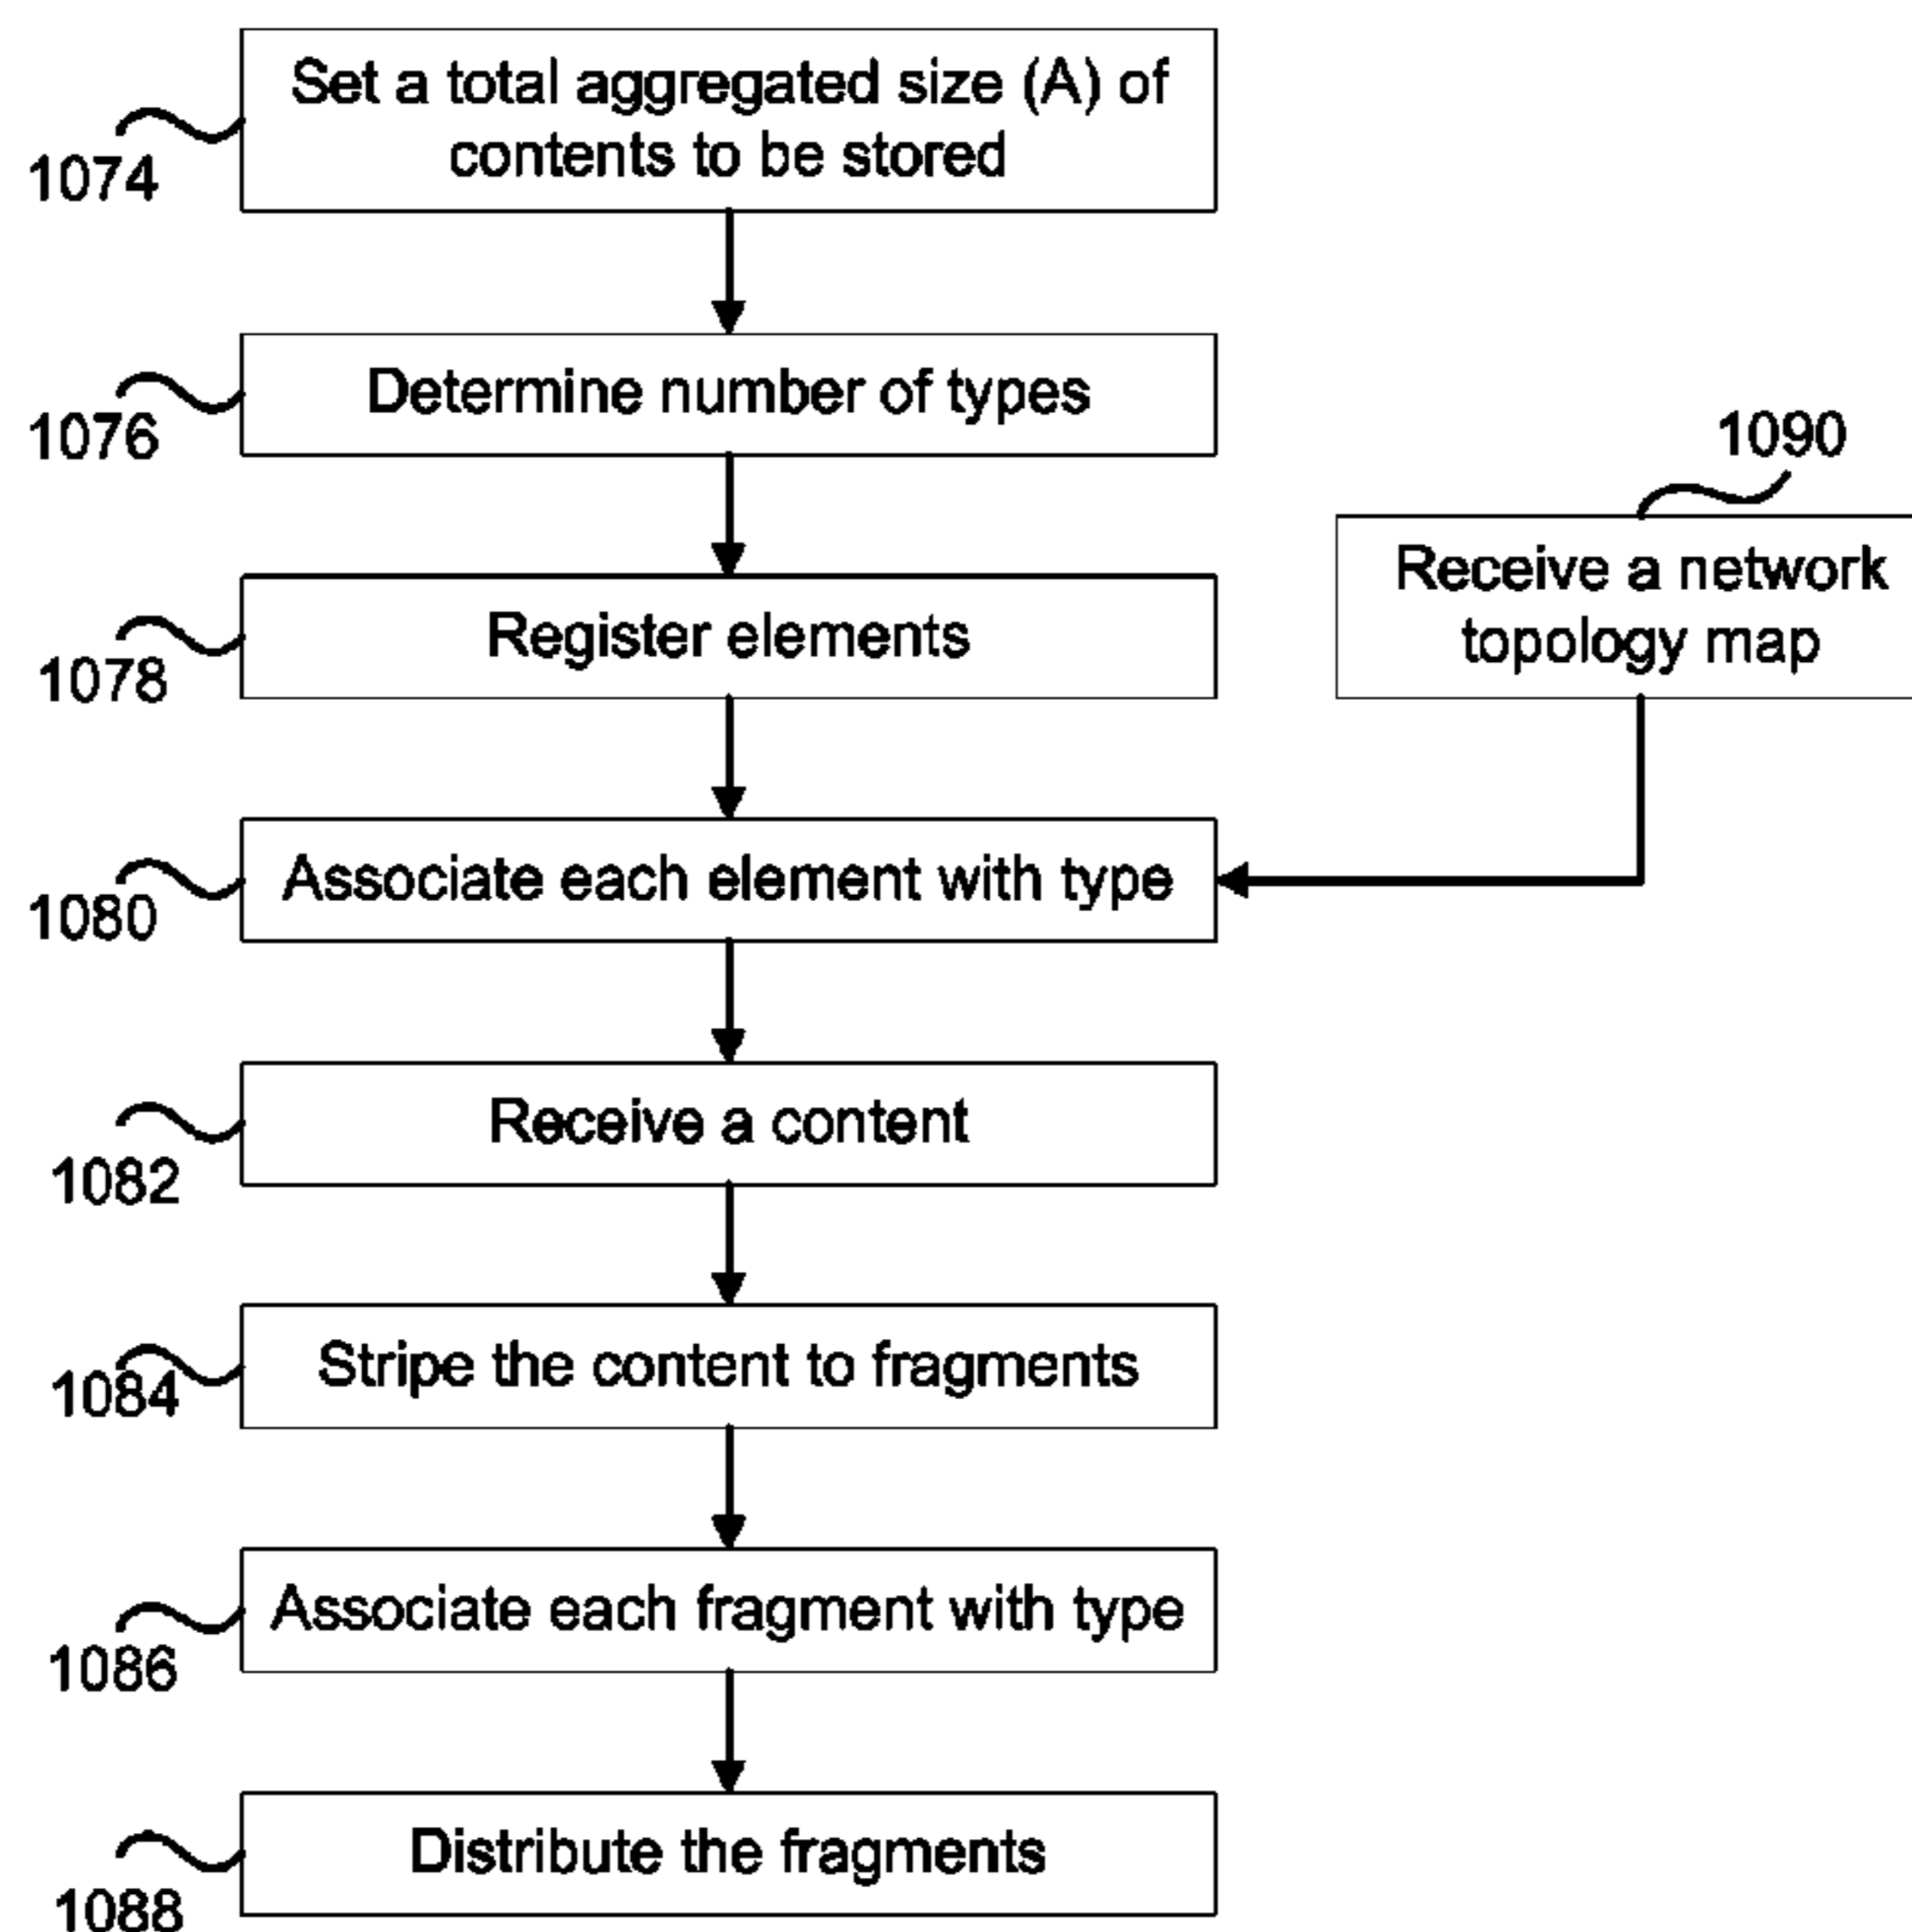 Set a total aggregated size (A) of
contents to be stored
1074
Determine number of types
1076
1090
Receive a network
topology map
Register elements
1078
Associate each element with type
1080
Receive a content
1082
Stripe the content to fragments
1084
Associate each fragment with type
1086
Distribute the fragments
1088